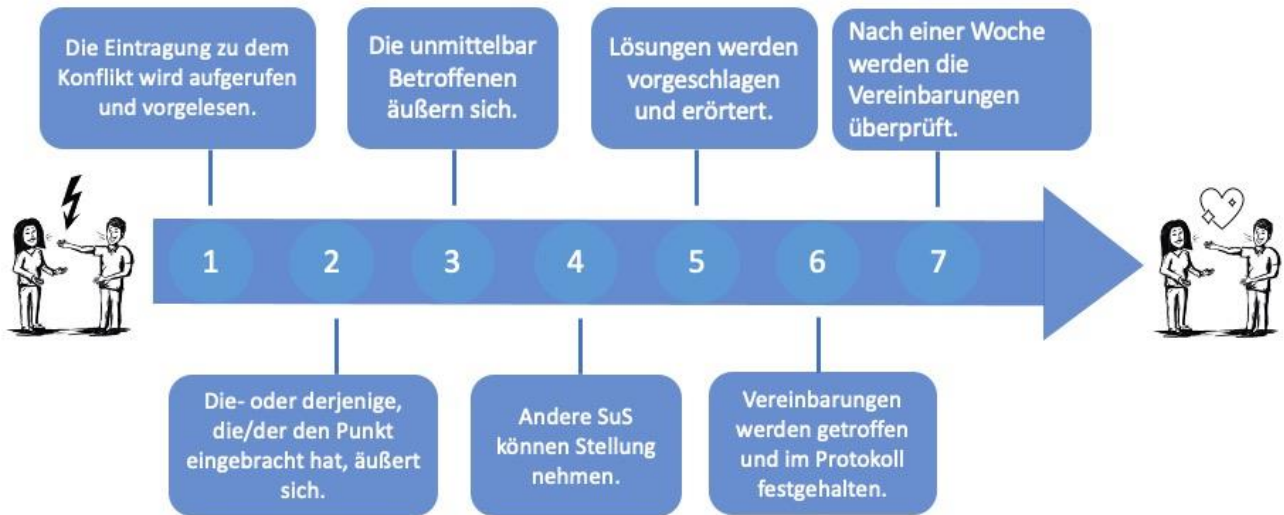 Die Eintragung zu dem
Konflikt wird aufgerufen
und vorgelesen.
Die unmittelbar
Betroffenen
äußern sich.
Lösungen werden
vorgeschlagen
und erörtert.
Nach einer Woche
werden die
Vereinbarungen
überprüft.
1 2 3 4 5 6 7
Die- oder derjenige,
die/der den Punkt
eingebracht hat, äußert
sich.
Andere SuS
können Stellung
nehmen.
Vereinbarungen
werden getroffen
und im Protokoll
festgehalten.